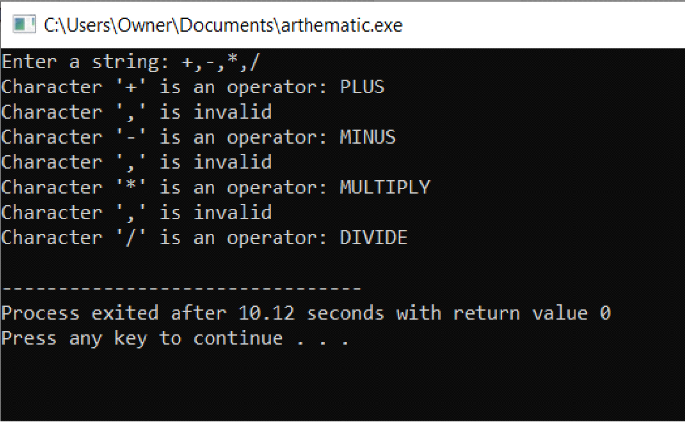 C:\Users\Owner\Documents\arthematic.exe
Enter a string: +,-,*,/
Character '+' is an operator: PLUS
Character ',' is invalid
Character '-' is an operator: MINUS
Character ',' is invalid
Character '*' is an operator: MULTIPLY
Character ',' is invalid
Character '/' is an operator: DIVIDE
--------------------------------
Process exited after 10.12 seconds with return value 0
Press any key to continue . . .